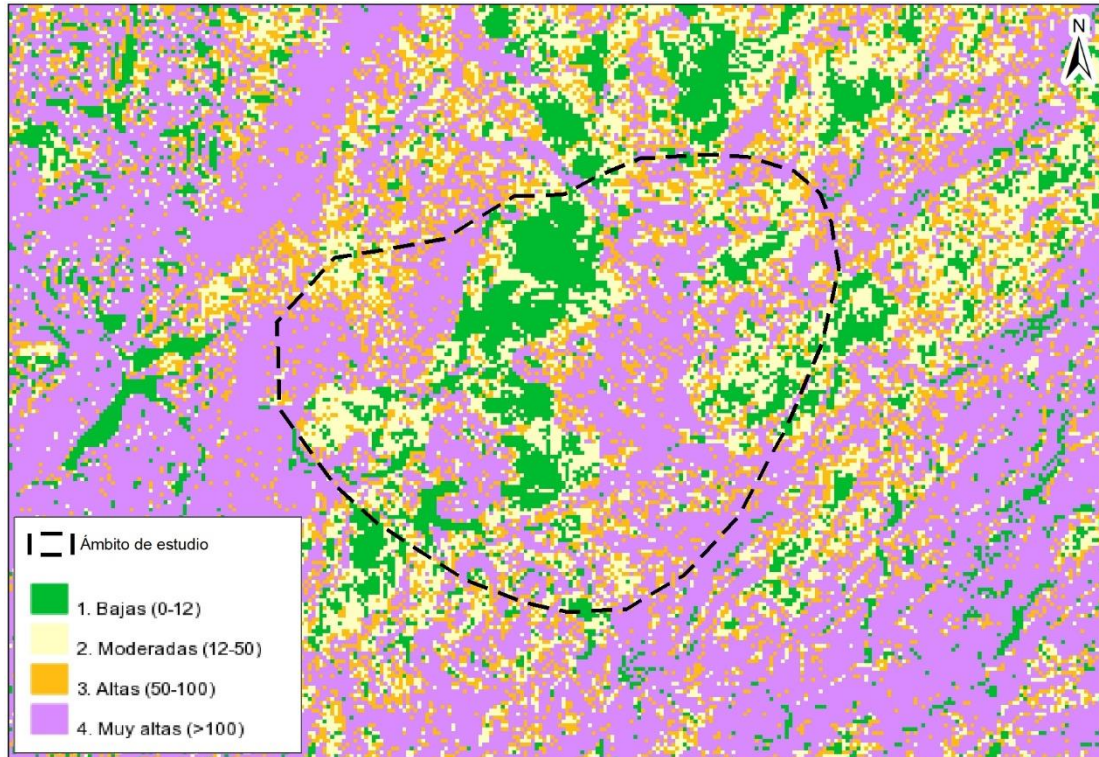 N
Ámbito de estudio
1. Bajas (0-12)
2. Moderadas (12-50)
3. Altas (50-100)
4. Muy altas (>100)